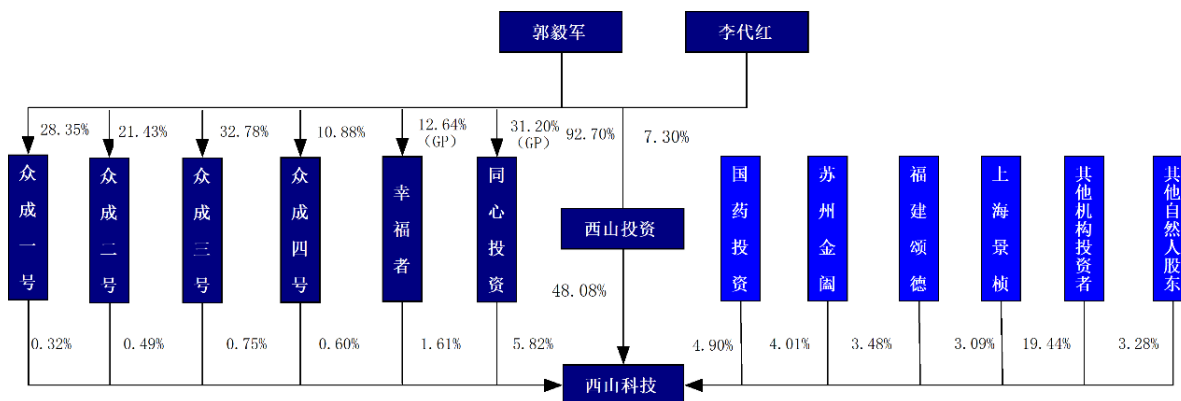 郭毅军
李代红
28.35%
21.43%
32.78%
10.88%
12.64%
(GP)
31.20%
(GP)
92.70%
7.30%
众成一号
众成二号
众成三号
众成四号
幸福者
同心投资
西山投资
国药投资
苏州金阖
福建颂德
上海景桢
其他机构投资者
其他自然人股东
48.08%
0.32%
0.49%
0.75%
0.60%
1.61%
5.82%
4.90%
4.01%
3.48%
3.09%
19.44%
3.28%
西山科技